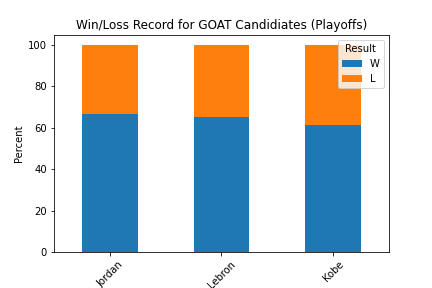 Win/Loss Record for GOAT Candidiates (Playoffs)
100
80
60
40
20
0
Percent
Result
W
L
Jordan
Lebron
Kobe